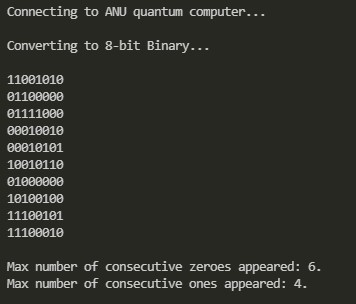 Connecting to ANU quantum computer...
Converting to 8-bit Binary...
11001010
01100000
01111000
00010010
00010101
10010110
01000000
10100100
11100101
11100010
Max number of consecutive zeroes appeared: 6.
Max number of consecutive ones appeared: 4.